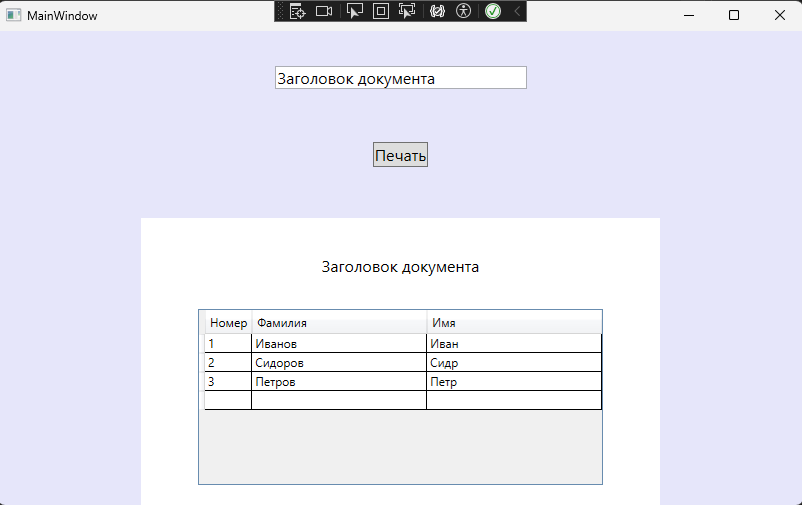 MainWindow
Заголовок документа
Печать
Заголовок документа
Номер Фамилия Имя
1 Иванов Иван
2 Сидоров Сидр
3 Петров Петр